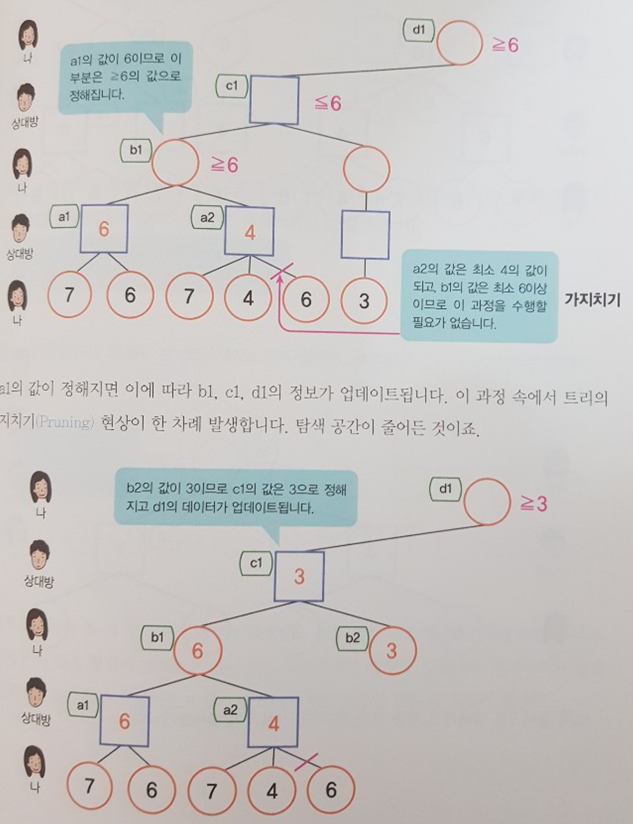 d1
≧6
나
a1의 값이 6이므로 이
부분은 ≧6의 값으로
정해집니다.
c1
≦6
상대방
b1
≧6
나
a1
6
a2
4
상대방
a2의 값은 최소 4의 값이
되고, b1의 값은 최소 6이상
이므로 이 과정을 수행할
필요가 없습니다.
가지치기
7
6
7
4
6
3
나
a1의 값이 정해지면 이에 따라 b1, c1, d1의 정보가 업데이트됩니다. 이 과정 속에서 트리의
지치기(Pruning) 현상이 한 차례 발생합니다. 탐색 공간이 줄어든 것이죠.
b2의 값이 3이므로 c1의 값은 3으로 정해
지고 d1의 데이터가 업데이트됩니다.
d1
≧3
나
c1
3
상대방
b1
6
b2
3
나
a1
6
a2
4
상대방
7
6
7
4
6
나